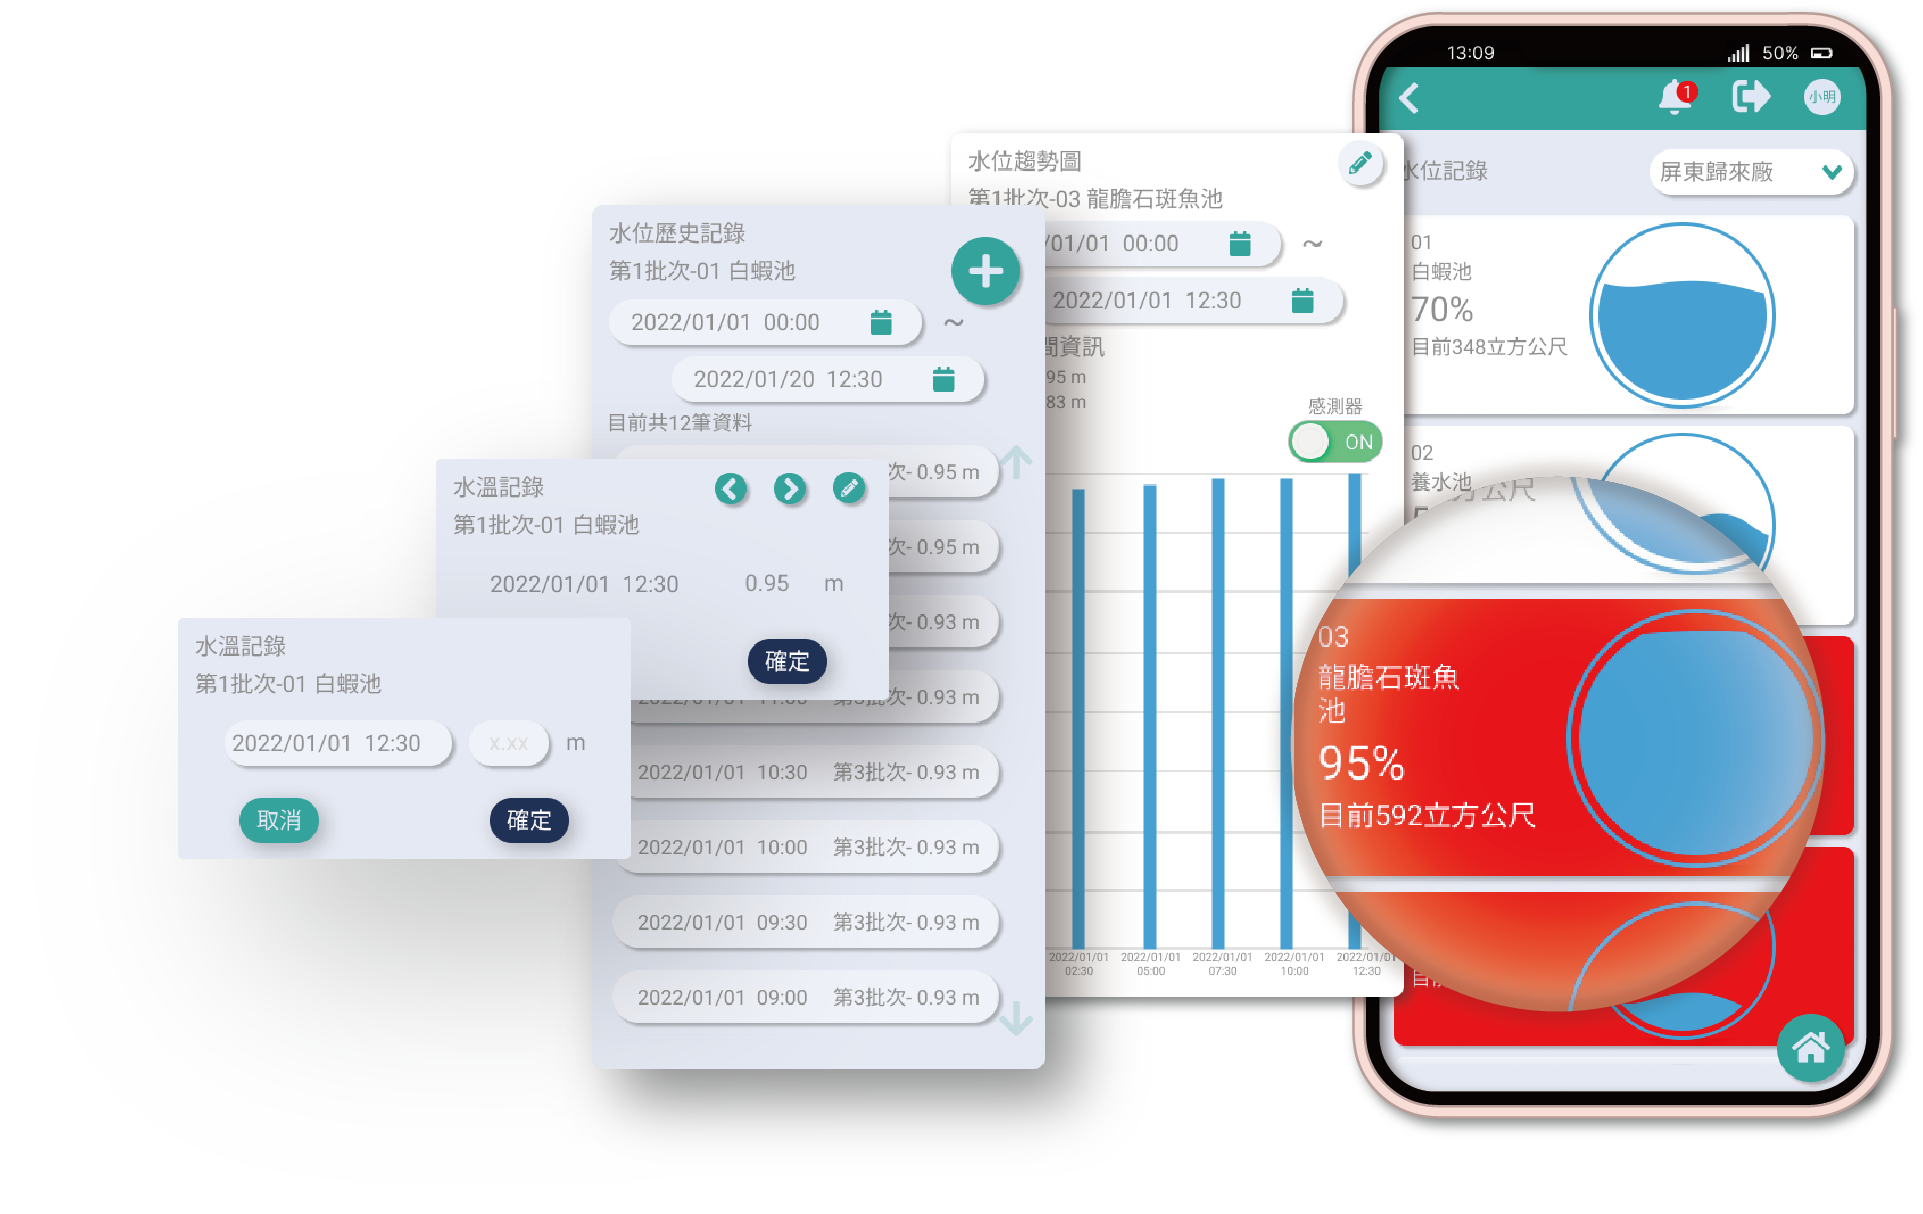 13:09
50%
1
小明
水位記錄
屏東歸來廠
01
白蝦池
70%
目前348立方公尺
02
養水池
立方公尺
03
龍膽石斑魚
池
95%
目前592立方公尺
水位趨勢圖
第1批次-03 龍膽石斑魚池
/01/01 00:00
~
2022/01/01 12:30
間資訊
95 m
83 m
感測器
ON
2022/01/01
02:30
2022/01/01
05:00
2022/01/01
07:30
2022/01/01
10:00
2022/01/01
12:30
水位歷史記錄
第1批次-01 白蝦池
2022/01/01 00:00
~
2022/01/20 12:30
目前共12筆資料
次- 0.95 m
次- 0.95 m
次- 0.93 m
第3批次- 0.93 m
2022/01/01 10:30 第3批次- 0.93 m
2022/01/01 10:00 第3批次- 0.93 m
2022/01/01 09:30 第3批次- 0.93 m
2022/01/01 09:00 第3批次- 0.93 m
水溫記錄
第1批次-01 白蝦池
2022/01/01 12:30 0.95 m
確定
水溫記錄
第1批次-01 白蝦池
2022/01/01 12:30 x.xx m
取消
確定